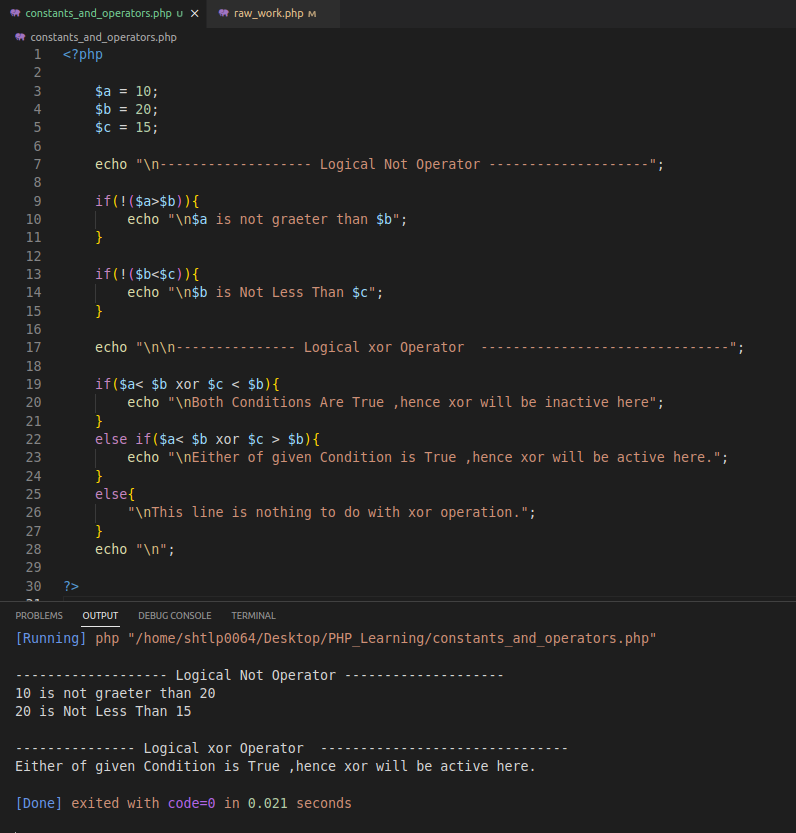 constants_and_operators.php U × raw_work.php M
constants_and_operators.php
1 <?php
2
3 $a = 10;
4 $b = 20;
5 $c = 15;
6
7 echo "\n------------------- Logical Not Operator --------------------";
8
9 if(!($a>$b)){
10 echo "\n$a is not graeter than $b";
11 }
12
13 if(!($b<$c)){
14 echo "\n$b is Not Less Than $c";
15 }
16
17 echo "\n\n--------------- Logical xor Operator  -------------------------------";
18
19 if($a< $b xor $c < $b){
20 echo "\nBoth Conditions Are True ,hence xor will be inactive here";
21 }
22 else if($a< $b xor $c > $b){
23 echo "\nEither of given Condition is True ,hence xor will be active here.";
24 }
25 else{
26 "\nThis line is nothing to do with xor operation.";
27 }
28 echo "\n";
29
30 ?>
PROBLEMS OUTPUT DEBUG CONSOLE TERMINAL
[Running] php "/home/shtlp0064/Desktop/PHP_Learning/constants_and_operators.php"
------------------- Logical Not Operator --------------------
10 is not graeter than 20
20 is Not Less Than 15
--------------- Logical xor Operator  -------------------------------
Either of given Condition is True ,hence xor will be active here.
[Done] exited with code=0 in 0.021 seconds